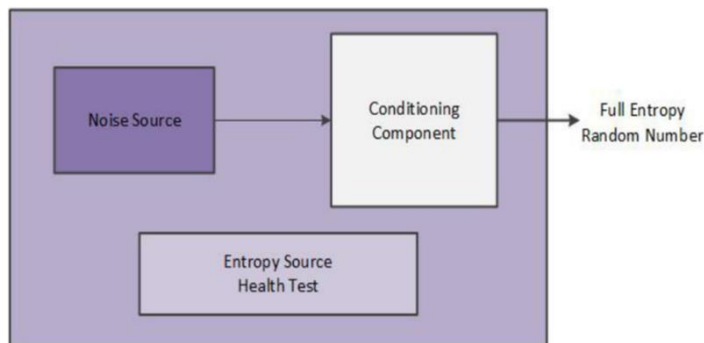 Noise Source
Conditioning
Component
Full Entropy
Random Number
Entropy Source
Health Test